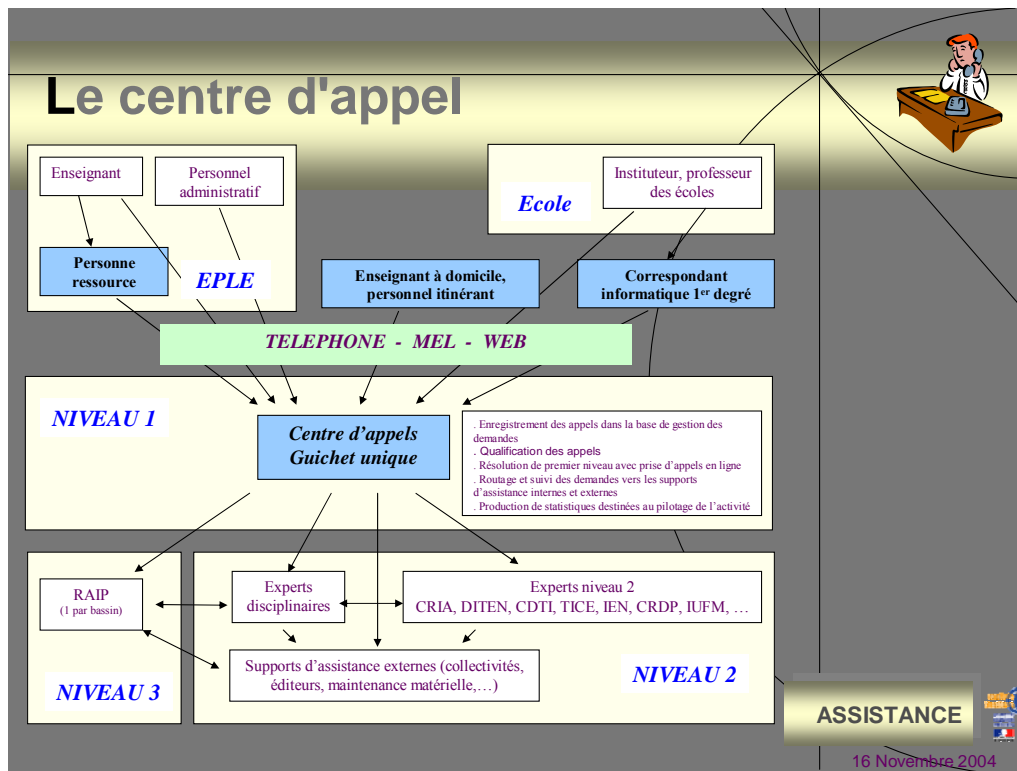 Le centre d'appel
Enseignant
Personnel
administratif
Personne
ressource
EPLE
Ecole
Instituteur, professeur
des écoles
Enseignant à domicile,
personnel itinérant
Correspondant
informatique 1er degré
TELEPHONE - MEL - WEB
NIVEAU 1
Centre d’appels
Guichet unique
. Enregistrement des appels dans la base de gestion des
demandes
. Qualification des appels
. Résolution de premier niveau avec prise d’appels en ligne
. Routage et suivi des demandes vers les supports
d’assistance internes et externes
. Production de statistiques destinées au pilotage de l’activité
RAIP
(1 par bassin)
NIVEAU 3
Experts
disciplinaires
Experts niveau 2
CRIA, DITEN, CDTI, TICE, IEN, CRDP, IUFM, …
Supports d’assistance externes (collectivités,
éditeurs, maintenance matérielle,…)
NIVEAU 2
ASSISTANCE
16 Novembre 2004